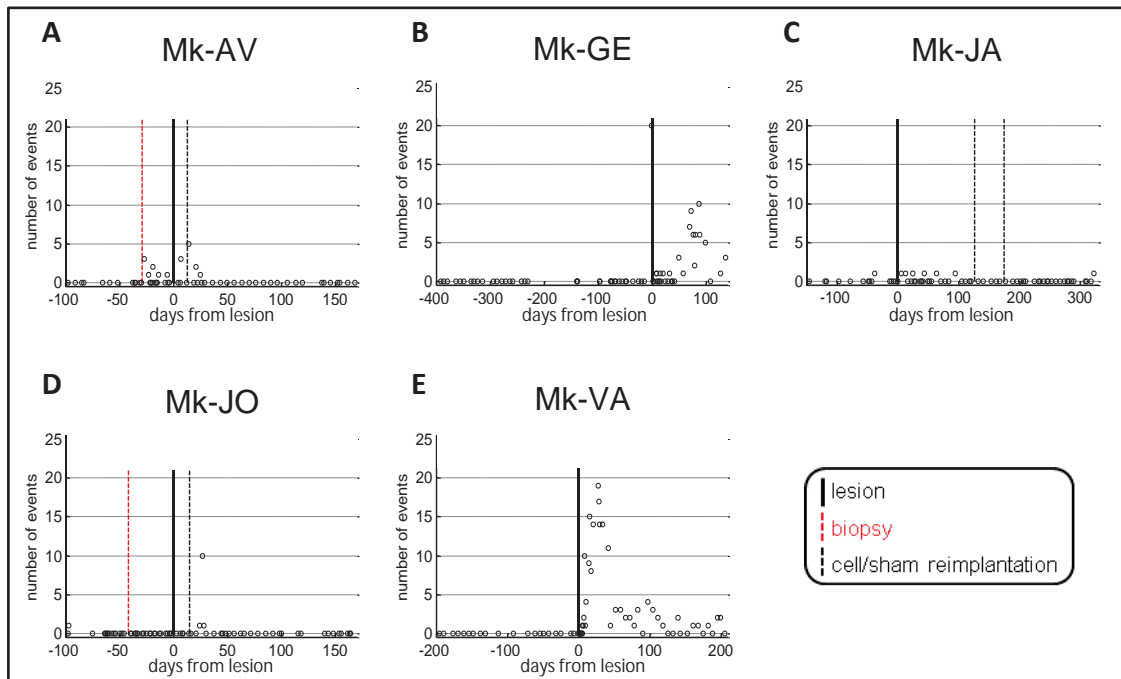 A
Mk-AV
25
20
15
10
5
0
number of events
-100 -50 0 50 100 150
days from lesion
B
Mk-GE
25
20
15
10
5
0
number of events
-400 -300 -200 -100 0 100
days from lesion
C
Mk-JA
25
20
15
10
5
0
number of events
-100 0 100 200 300
days from lesion
D
Mk-JO
25
20
15
10
5
0
number of events
-100 -50 0 50 100 150
days from lesion
E
Mk-VA
25
20
15
10
5
0
number of events
-200 -100 0 100 200
days from lesion
lesion
biopsy
cell/sham reimplantation